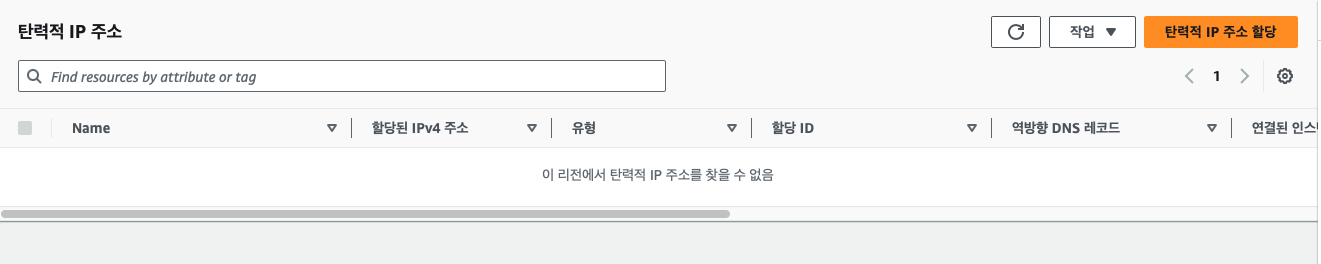 탄력적 IP 주소
작업
탄력적 IP 주소 할당
Find resources by attribute or tag
1
Name
할당된 IPv4 주소
유형
할당 ID
역방향 DNS 레코드
연결된
이 리전에서 탄력적 IP 주소를 찾을 수 없음